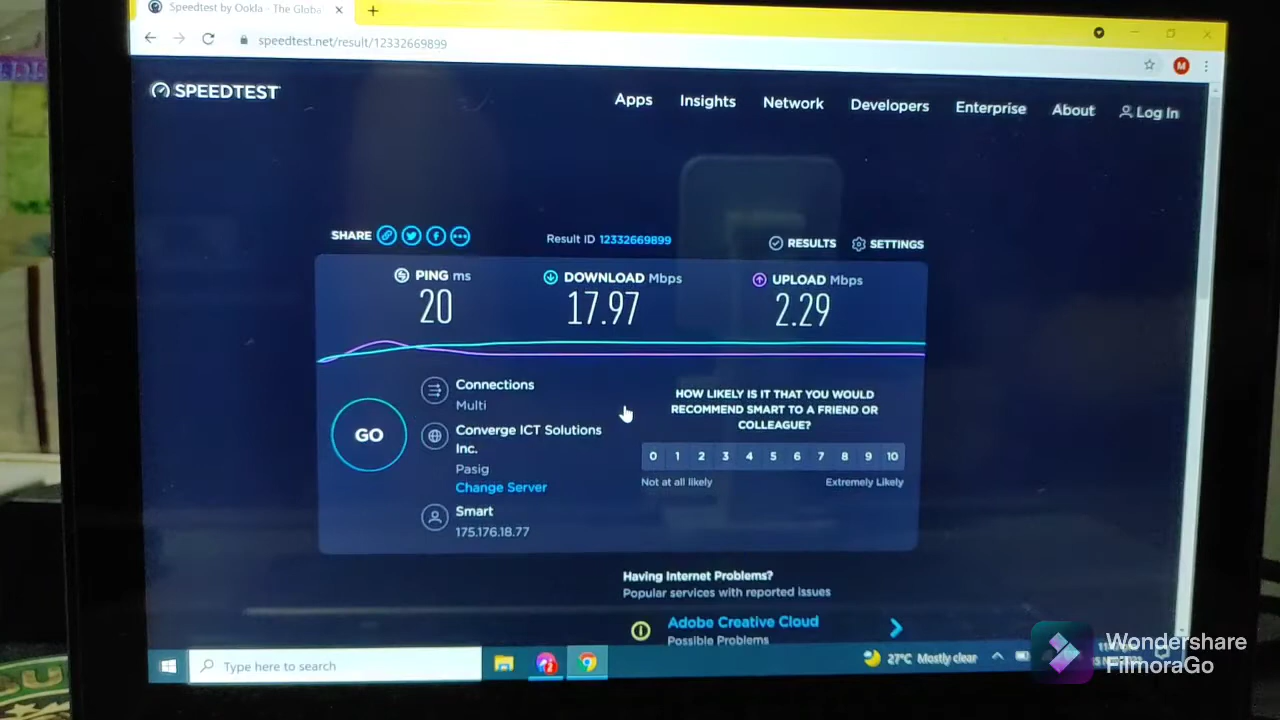 Speedtest by Ookla - The Globa
speedtest.net/result/12332669899
M
SPEEDTEST
Apps
Insights
Network
Developers
Enterprise
About
Log In
SHARE
Result ID 12332669899
RESULTS
SETTINGS
PING ms
20
DOWNLOAD Mbps
17.97
UPLOAD Mbps
2.29
GO
Connections
Multi
Converge ICT Solutions
Inc.
Pasig
Change Server
Smart
175.176.18.77
HOW LIKELY IS IT THAT YOU WOULD
RECOMMEND SMART TO A FRIEND OR
COLLEAGUE?
0 1 2 3 4 5 6 7 8 9 10
Not at all likely
Extremely Likely
Having Internet Problems?
Popular services with reported issues
Adobe Creative Cloud
Possible Problems
Type here to search
27°C Mostly clear
Wondershare
FilmoraGo